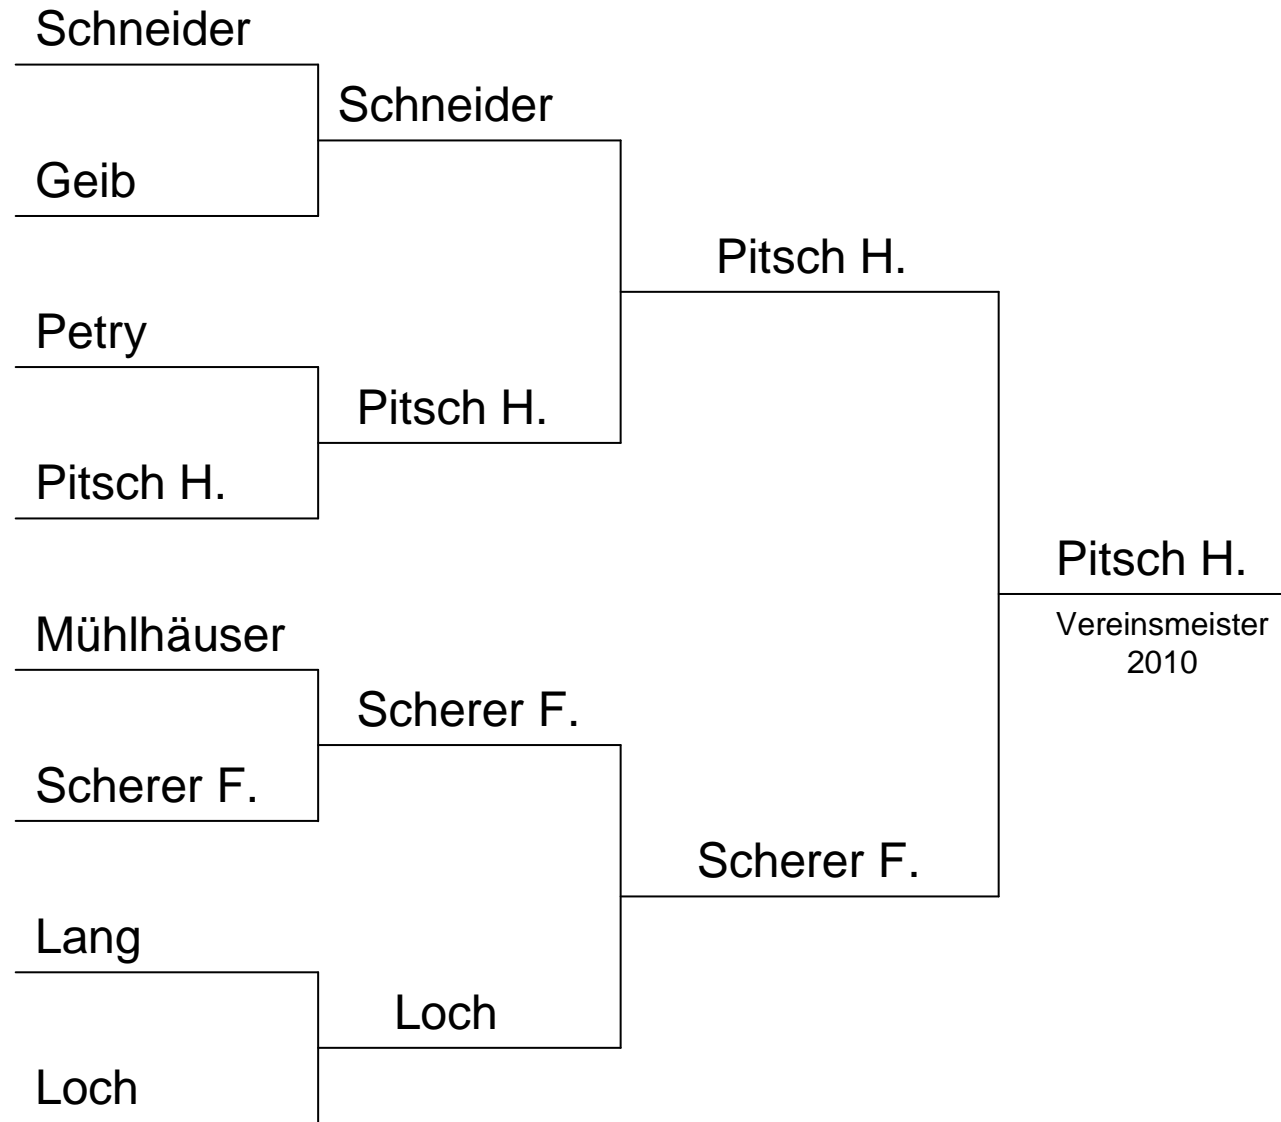 Schneider
Schneider
Geib
Pitsch H.
Petry
Pitsch H.
Pitsch H.
Pitsch H.
Vereinsmeister
2010
Mühlhäuser
Scherer F.
Scherer F.
Scherer F.
Lang
Loch
Loch